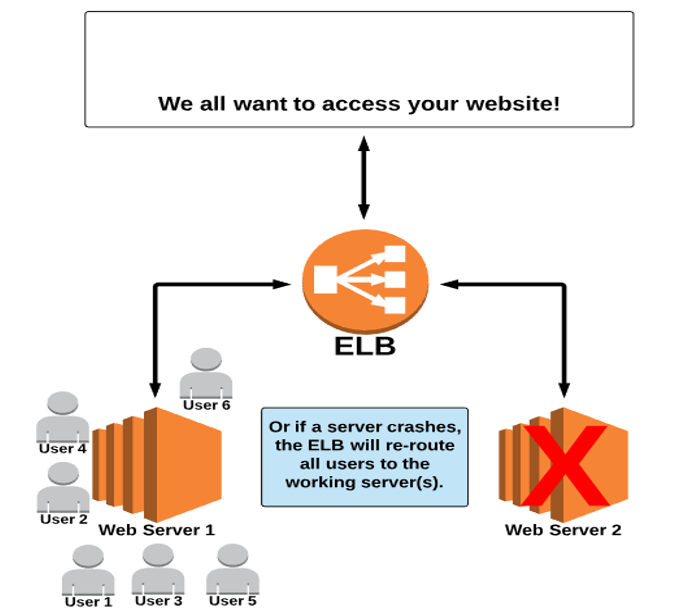 We all want to access your website!
ELB
User 6
User 4
Or if a server crashes,
the ELB will re-route
all users to the
working server(s).
X
User 2
Web Server 1
Web Server 2
User 1
User 3
User 5